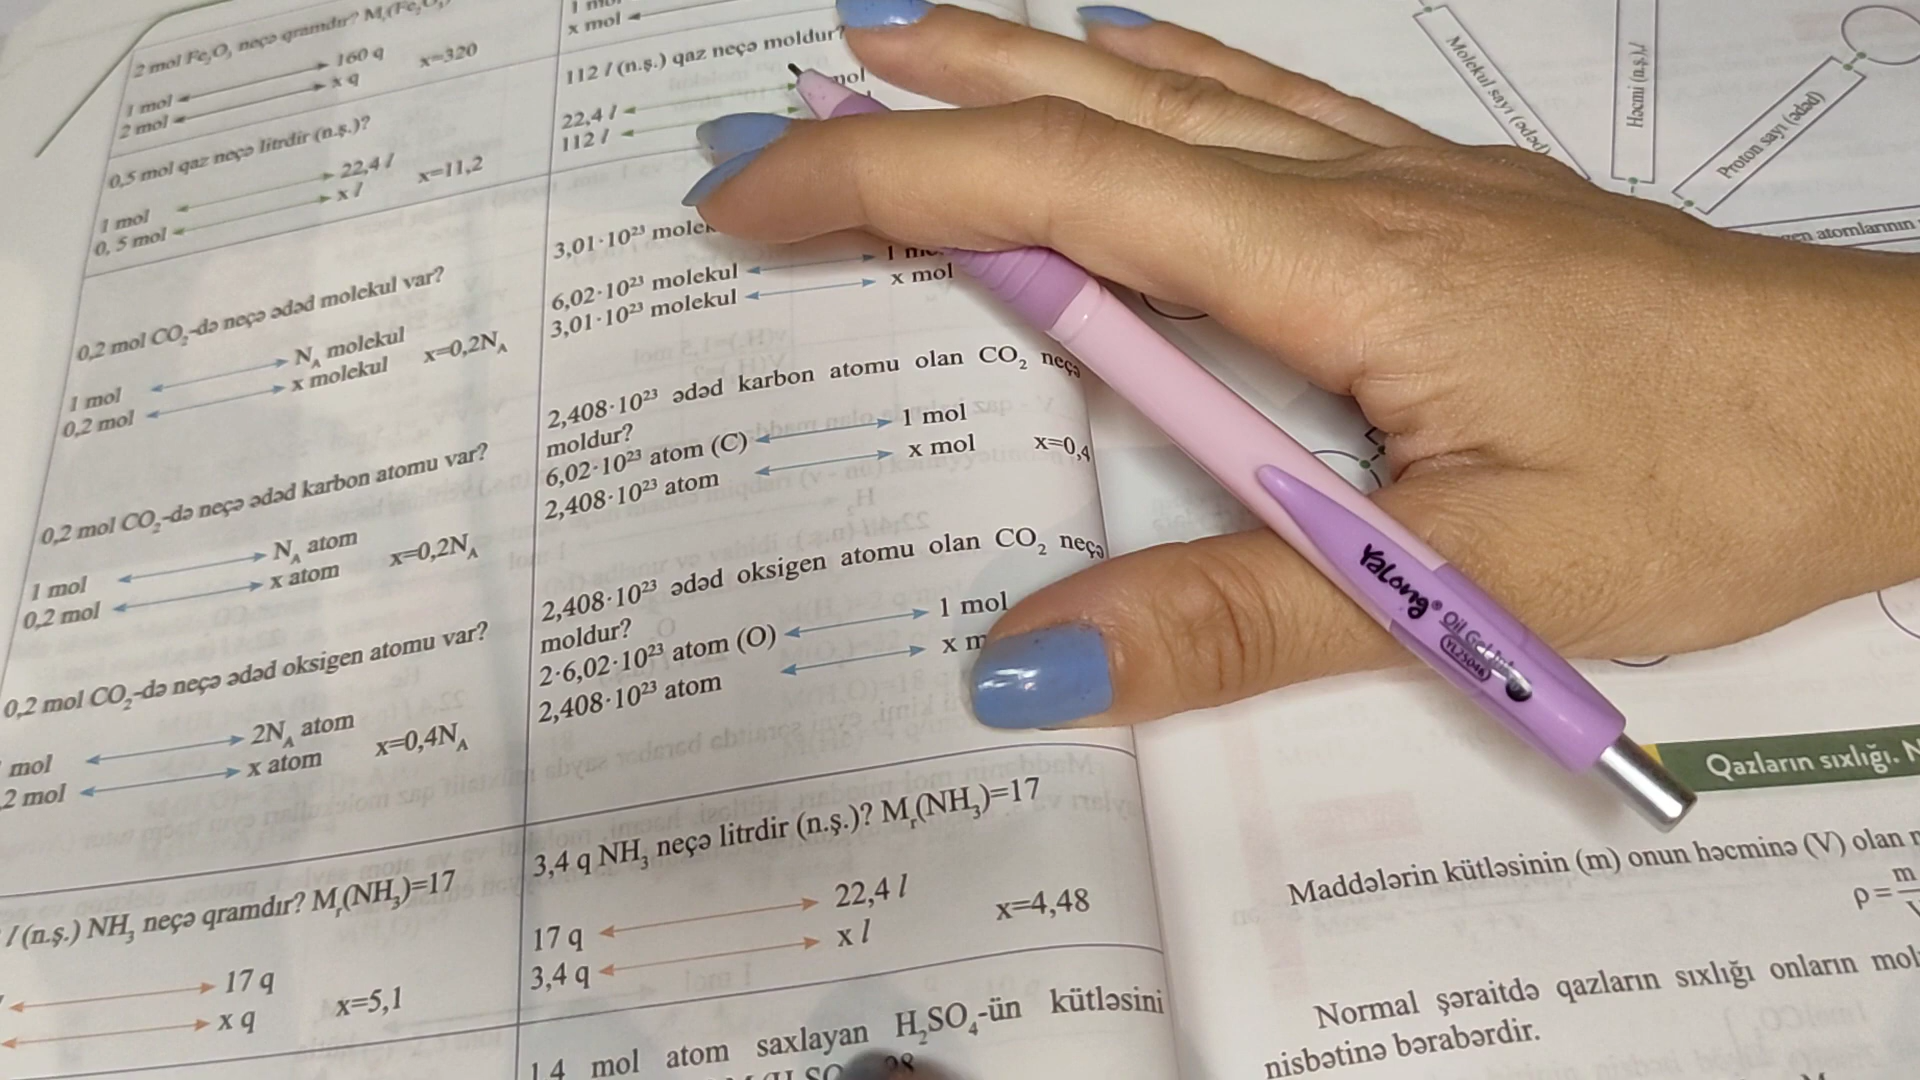 2 mol Fe₂O₃ neçə qramdır?
1 mol 160 q
2 mol x q x=320
0,5 mol qaz neçə litrdir (n.ş.)?
1 mol 22,4 l
0, 5 mol x l x=11,2
0,2 mol CO₂-də neçə ədəd molekul var?
1 mol N_A molekul
0,2 mol x molekul x=0,2N_A
0,2 mol CO₂-də neçə ədəd karbon atomu var?
1 mol N_A atom
0,2 mol x atom x=0,2N_A
0,2 mol CO₂-də neçə ədəd oksigen atomu var?
mol 2N_A atom
2 mol x atom x=0,4N_A
l (n.ş.) NH₃ neçə qramdır? Mᵣ(NH₃)=17
17 q
x q x=5,1
x mol
112 l (n.ş.) qaz neçə moldur?
22,4 l mol
112 l
3,01·10²³
6,02·10²³ molekul 1
3,01·10²³ molekul x mol
2,408·10²³ ədəd karbon atomu olan CO₂ neçə
moldur?
6,02·10²³ atom (C) 1 mol
2,408·10²³ atom x mol x=0,4
2,408·10²³ ədəd oksigen atomu olan CO₂ neçə
moldur?
2·6,02·10²³ atom (O) 1 mol
2,408·10²³ atom x
3,4 q NH₃ neçə litrdir (n.ş.)? Mᵣ(NH₃)=17
17 q 22,4 l
3,4 q x l x=4,48
mol atom saxlayan H₂SO₄-ün kütləsini
Molekul sayı (ədəd)
Həcmi (n.ş.), l
Proton sayı (ədəd)
atomlarının
Yalong® Oil Gel
YL25046
Qazların sıxlığı.
Maddələrin kütləsinin (m) onun həcminə (V) olan
ρ= m
Normal şəraitdə qazların sıxlığı onların
nisbətinə bərabərdir.